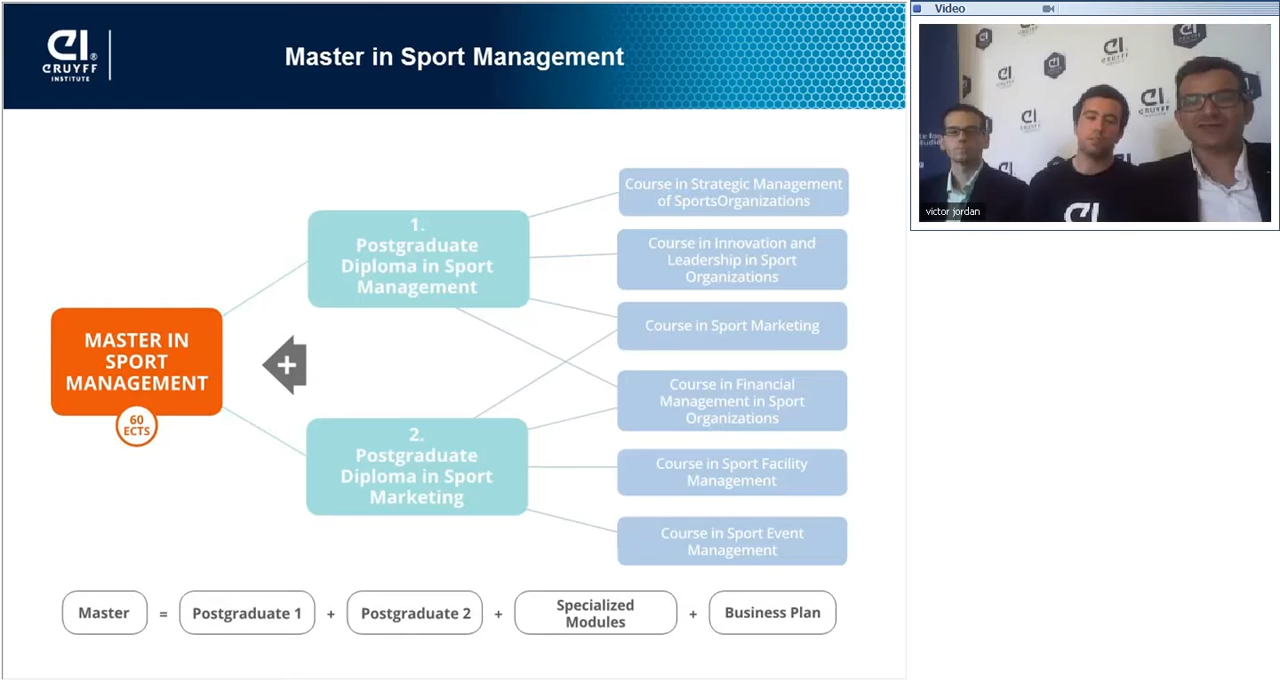 CI®
CRUYFF
INSTITUTE
Master in Sport Management
Video
victor jordan
MASTER IN
SPORT
MANAGEMENT
60
ECTS
+
1.
Postgraduate
Diploma in Sport
Management
2.
Postgraduate
Diploma in Sport
Marketing
Course in Strategic Management
of SportsOrganizations
Course in Innovation and
Leadership in Sport
Organizations
Course in Sport Marketing
Course in Financial
Management in Sport
Organizations
Course in Sport Facility
Management
Course in Sport Event
Management
Master = Postgraduate 1 + Postgraduate 2 + Specialized Modules + Business Plan
CI
CRUYFF